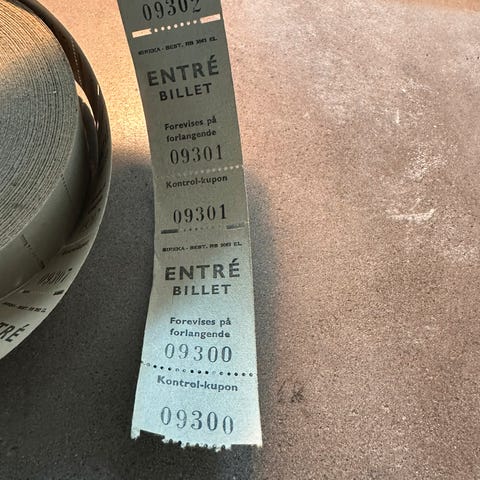 09302
ENTRÉ
BILLET
Forevises på
forlangende
09301
Kontrol-kupon
09301
ENTRÉ
BILLET
Forevises på
forlangende
09300
Kontrol-kupon
09300